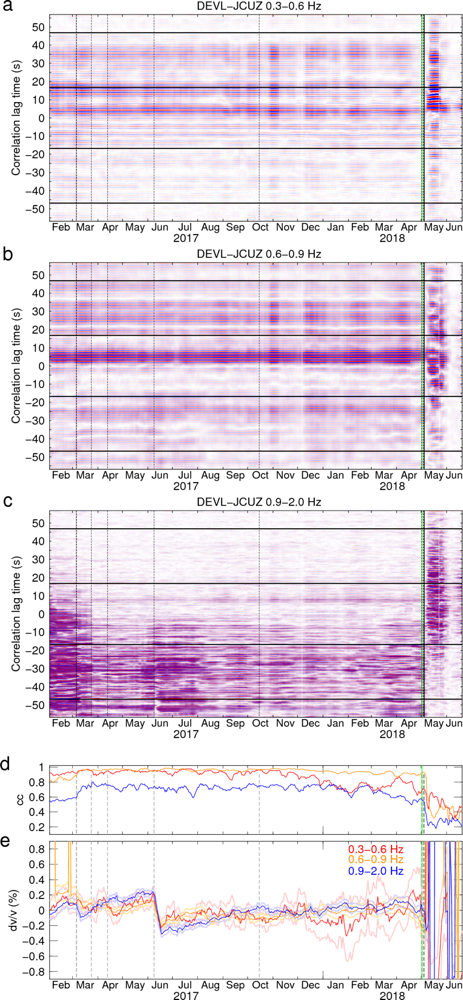 a
DEVL−JCUZ 0.3−0.6 Hz
Correlation lag time (s)
50
40
30
20
10
0
−10
−20
−30
−40
−50
Feb Mar Apr May Jun Jul Aug Sep Oct Nov Dec Jan Feb Mar Apr May Jun
2017 2018
b
DEVL−JCUZ 0.6−0.9 Hz
Correlation lag time (s)
50
40
30
20
10
0
−10
−20
−30
−40
−50
Feb Mar Apr May Jun Jul Aug Sep Oct Nov Dec Jan Feb Mar Apr May Jun
2017 2018
c
DEVL−JCUZ 0.9−2.0 Hz
Correlation lag time (s)
50
40
30
20
10
0
−10
−20
−30
−40
−50
Feb Mar Apr May Jun Jul Aug Sep Oct Nov Dec Jan Feb Mar Apr May Jun
2017 2018
d
cc
1
0.8
0.6
0.4
0.2
e
dv/v (%)
0.8
0.6
0.4
0.2
0
−0.2
−0.4
−0.6
−0.8
0.3−0.6 Hz
0.6−0.9 Hz
0.9−2.0 Hz
Feb Mar Apr May Jun Jul Aug Sep Oct Nov Dec Jan Feb Mar Apr May Jun
2017 2018